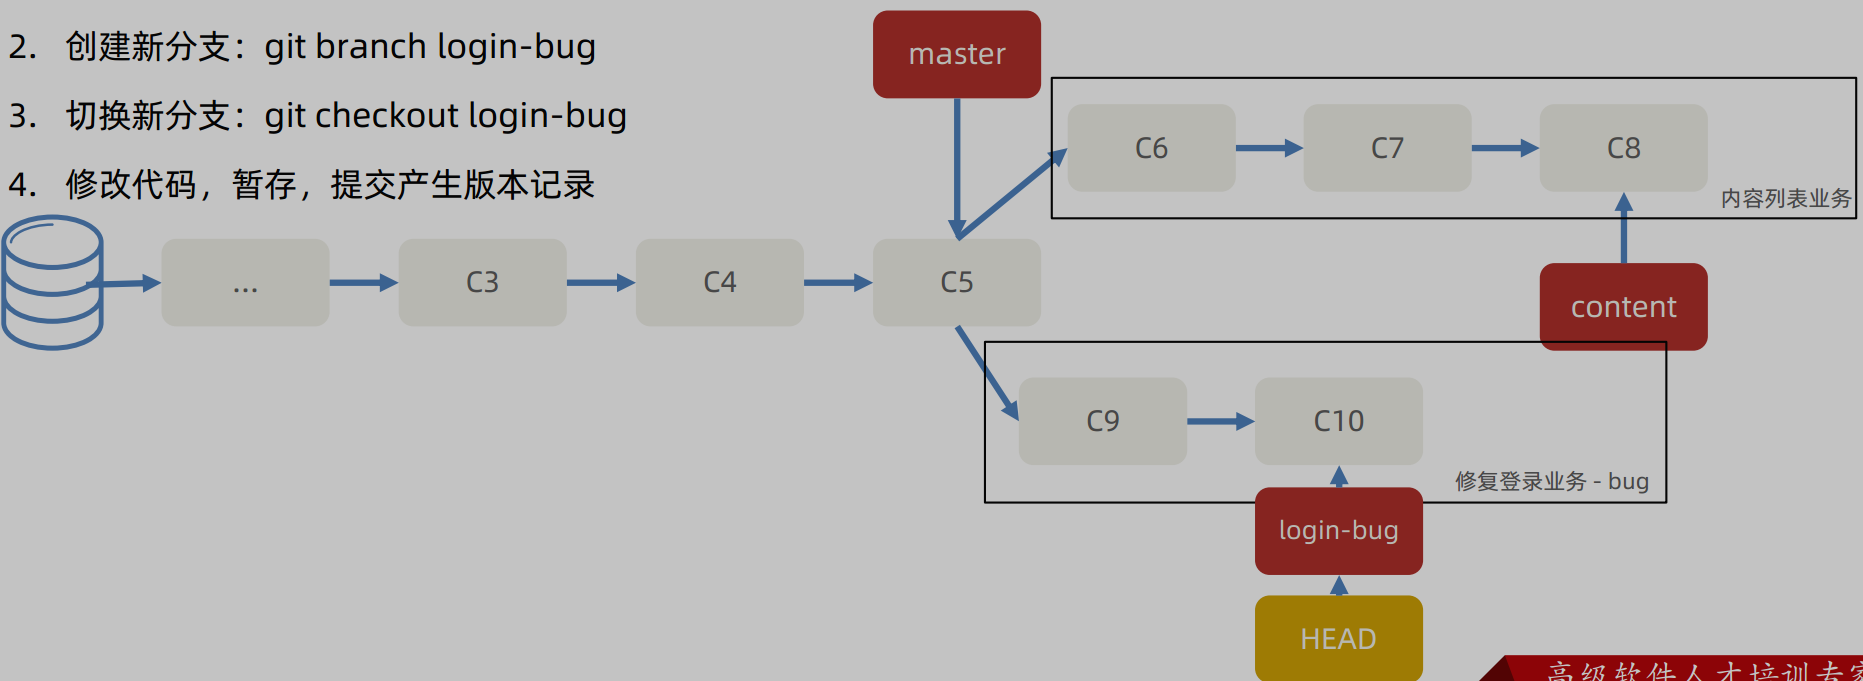 2. 创建新分支：git branch login-bug
3. 切换新分支：git checkout login-bug
4. 修改代码，暂存，提交产生版本记录
master
C6
C7
C8
内容列表业务
...
C3
C4
C5
content
C9
C10
修复登录业务 - bug
login-bug
HEAD
高级软件人才培训专家